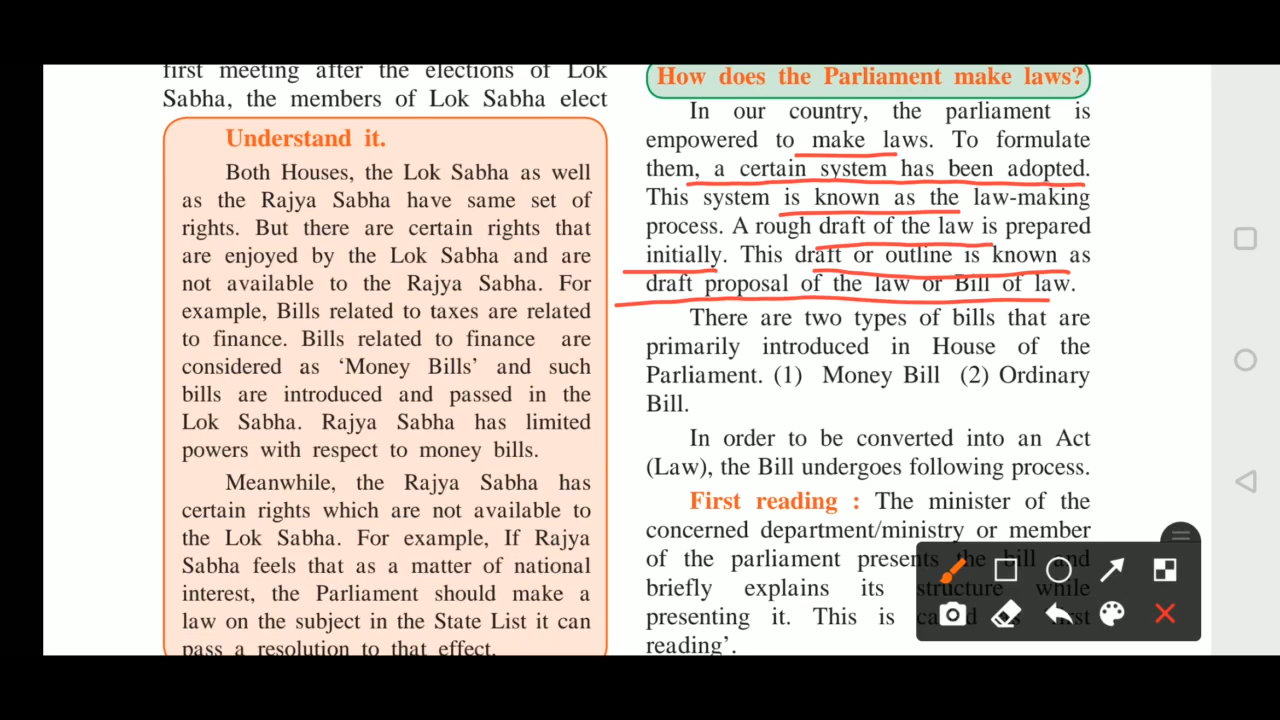 first meeting after the elections of Lok
Sabha, the members of Lok Sabha elect
Understand it.
Both Houses, the Lok Sabha as well
as the Rajya Sabha have same set of
rights. But there are certain rights that
are enjoyed by the Lok Sabha and are
not available to the Rajya Sabha. For
example, Bills related to taxes are related
to finance. Bills related to finance are
considered as ‘Money Bills’ and such
bills are introduced and passed in the
Lok Sabha. Rajya Sabha has limited
powers with respect to money bills.
Meanwhile, the Rajya Sabha has
certain rights which are not available to
the Lok Sabha. For example, If Rajya
Sabha feels that as a matter of national
interest, the Parliament should make a
law on the subject in the State List it can
pass a resolution to that effect.
How does the Parliament make laws?
In our country, the parliament is
empowered to make laws. To formulate
them, a certain system has been adopted.
This system is known as the law-making
process. A rough draft of the law is prepared
initially. This draft or outline is known as
draft proposal of the law or Bill of law.
There are two types of bills that are
primarily introduced in House of the
Parliament. (1) Money Bill (2) Ordinary
Bill.
In order to be converted into an Act
(Law), the Bill undergoes following process.
First reading : The minister of the
concerned department/ministry or member
of the parliament presents the bill and
briefly explains its structure while
presenting it. This is called as ‘first
reading’.